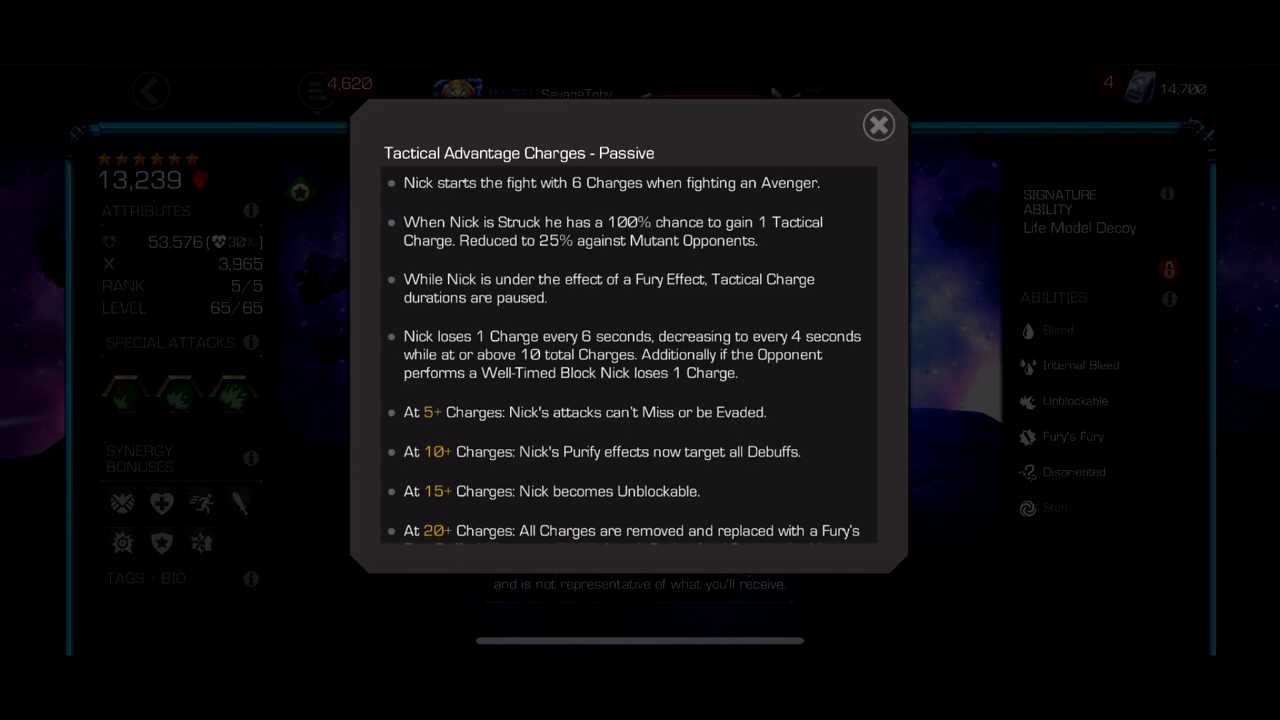 4,620
SavageToby
4
14,700
Tactical Advantage Charges - Passive
Nick starts the fight with 6 Charges when fighting an Avenger.
When Nick is Struck he has a 100% chance to gain 1 Tactical
Charge. Reduced to 25% against Mutant Opponents.
While Nick is under the effect of a Fury Effect, Tactical Charge
durations are paused.
Nick loses 1 Charge every 6 seconds, decreasing to every 4 seconds
while at or above 10 total Charges. Additionally if the Opponent
performs a Well-Timed Block Nick loses 1 Charge.
At 5+ Charges: Nick's attacks can't Miss or be Evaded.
At 10+ Charges: Nick's Purify effects now target all Debuffs.
At 15+ Charges: Nick becomes Unblockable.
At 20+ Charges: All Charges are removed and replaced with a Fury's
and is not representative of what you'll receive.
13,239
ATTRIBUTES
53,576 (30%)
3,965
RANK 5/5
LEVEL 65/65
SPECIAL ATTACKS
SYNERGY
BONUSES
TAGS · BIO
SIGNATURE
ABILITY
Life Model Decoy
ABILITIES
Bleed
Internal Bleed
Unblockable
Fury's Fury
Disoriented
Stun